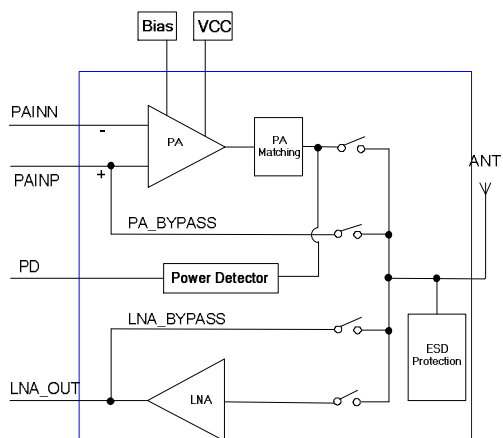 Bias
VCC
PAINN
-
PA
PA
Matching
ANT
PAINP
+
PA_BYPASS
PD
Power Detector
LNA_BYPASS
ESD
Protection
LNA_OUT
LNA